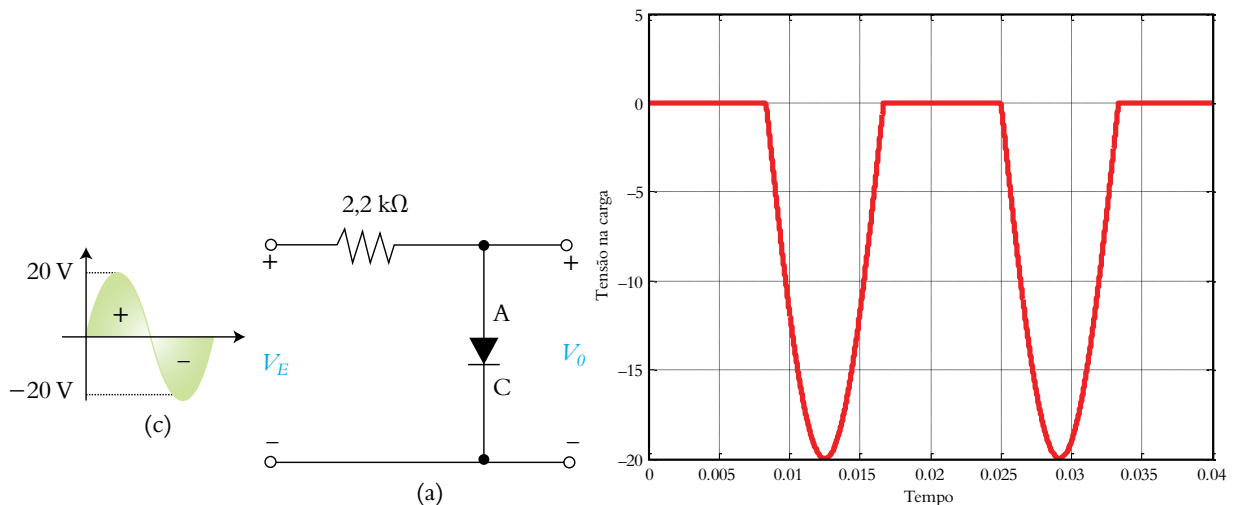 20 V
+
−
−20 V
(c)
2,2 kΩ
+
+
A
V_E
V_0
C
−
−
(a)
5
0
−5
−10
−15
−20
Tensão na carga
0
0.005
0.01
0.015
0.02
0.025
0.03
0.035
0.04
Tempo